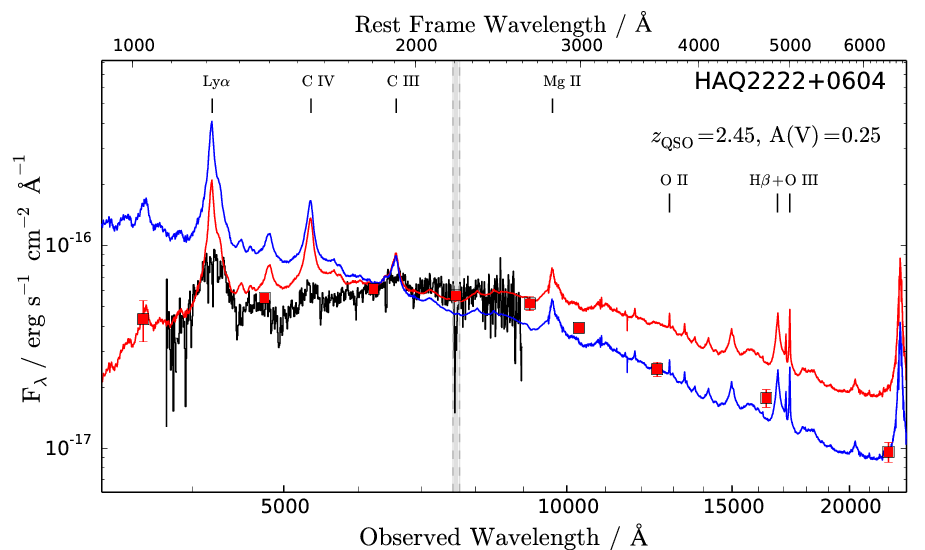 Rest Frame Wavelength / Å
1000 2000 3000 4000 5000 6000
Lyα C IV C III Mg II
HAQ2222+0604
z_QSO=2.45, A(V)=0.25
O II Hβ+O III
F_λ / erg s⁻¹ cm⁻² Å⁻¹
10⁻¹⁶
10⁻¹⁷
5000 10000 15000 20000
Observed Wavelength / Å